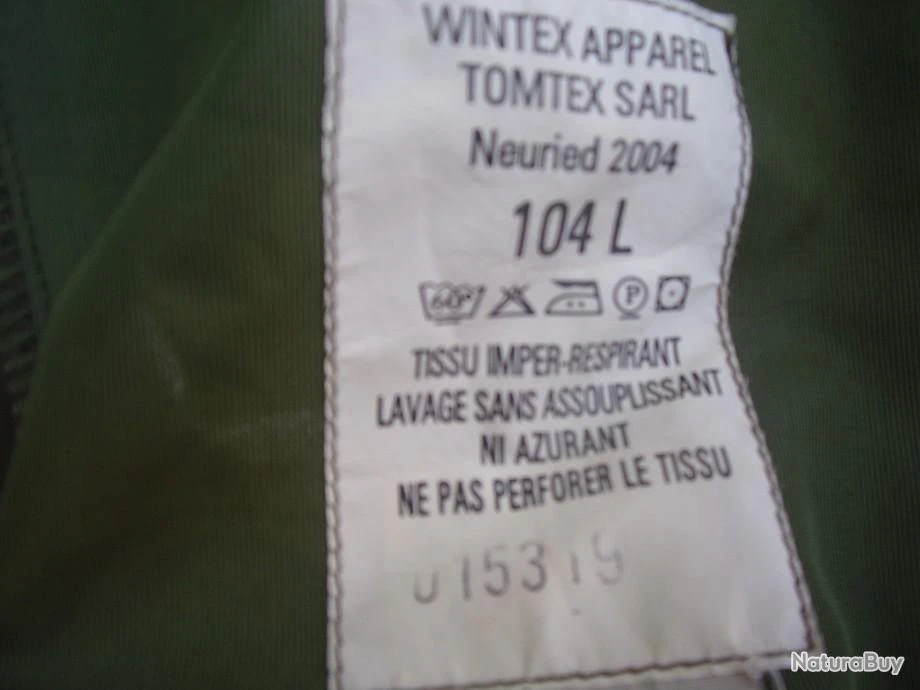 WINTEX APPAREL
TOMTEX SARL
Neuried 2004
104 L
60° P
TISSU IMPER-RESPIRANT
LAVAGE SANS ASSOUPLISSANT
NI AZURANT
NE PAS PERFORER LE TISSU
NaturaBuy